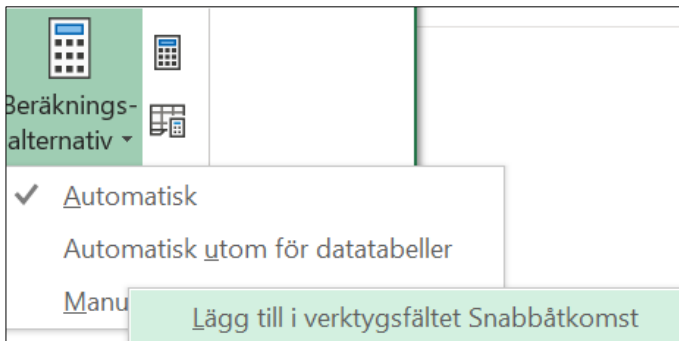 Beräknings-
alternativ
Automatisk
Automatisk utom för datatabeller
Manu
Lägg till i verktygsfältet Snabbåtkomst